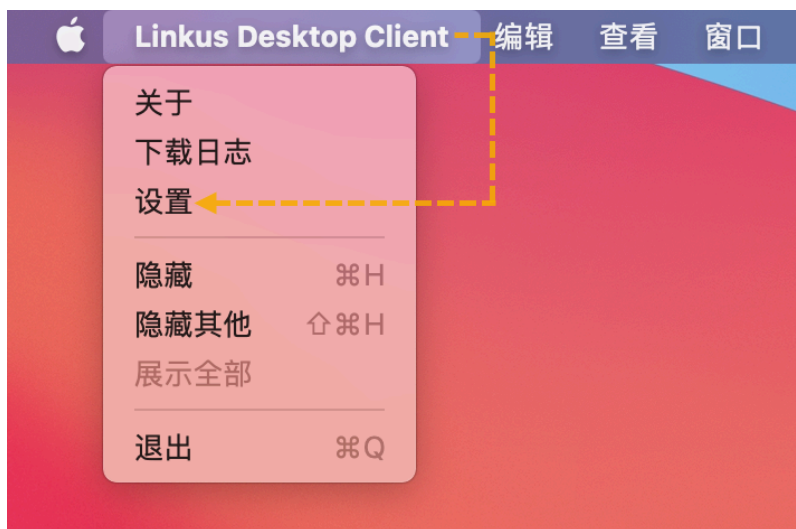 Linkus Desktop Client 编辑 查看 窗口
关于
下载日志
设置
隐藏 ⌘H
隐藏其他 ⇧⌘H
展示全部
退出 ⌘Q